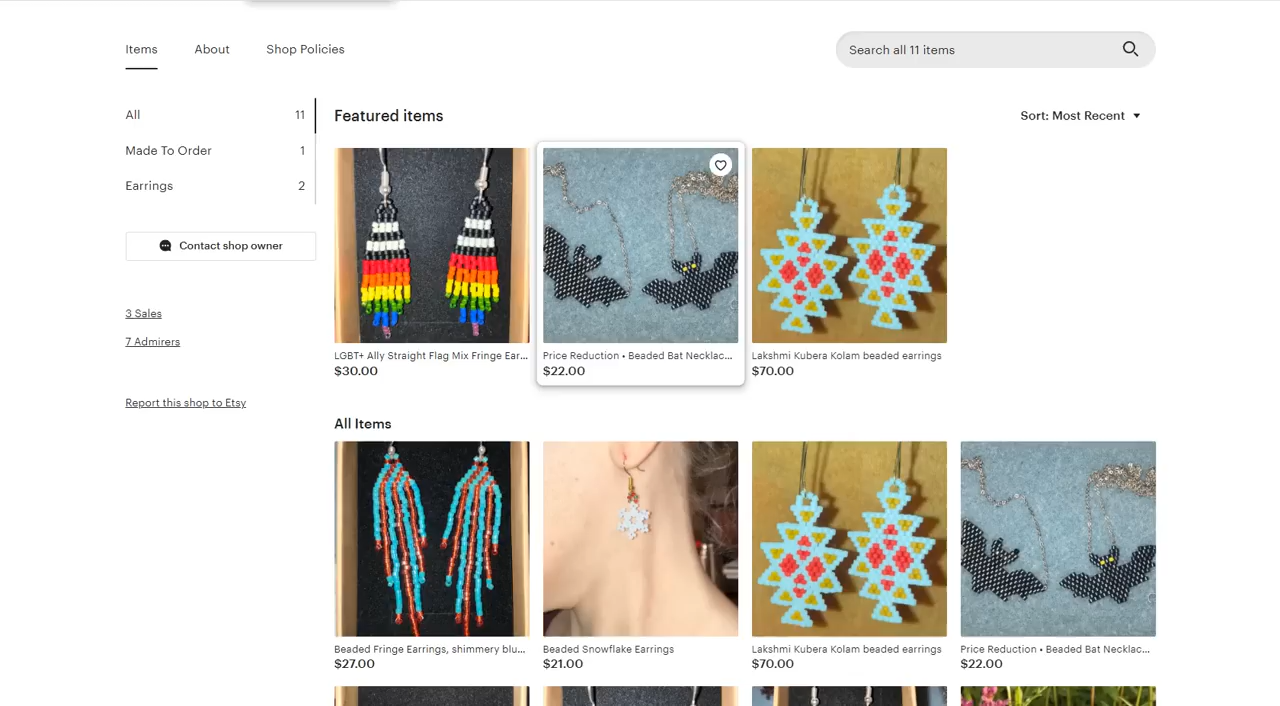 Items About Shop Policies
Search all 11 items
All 11
Made To Order 1
Earrings 2
Contact shop owner
3 Sales
7 Admirers
Report this shop to Etsy
Featured items
Sort: Most Recent
LGBT+ Ally Straight Flag Mix Fringe Ear...
$30.00
Price Reduction • Beaded Bat Necklac...
$22.00
Lakshmi Kubera Kolam beaded earrings
$70.00
All Items
Beaded Fringe Earrings, shimmery blu...
$27.00
Beaded Snowflake Earrings
$21.00
Lakshmi Kubera Kolam beaded earrings
$70.00
Price Reduction • Beaded Bat Necklac...
$22.00